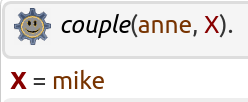 couple(anne, X).
X = mike